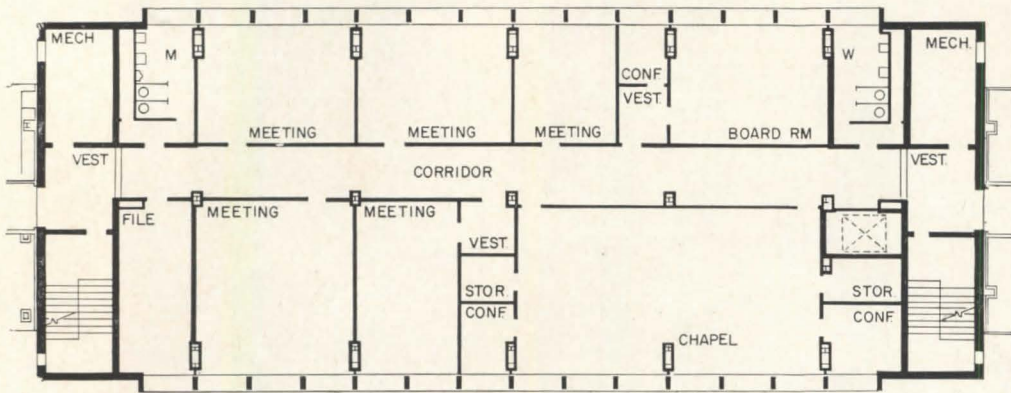 MECH
M
CONF.
VEST.
W
MECH.
MEETING
MEETING
MEETING
BOARD RM
VEST
CORRIDOR
VEST.
FILE
MEETING
MEETING
VEST.
STOR.
STOR
CONF.
CONF.
CHAPEL